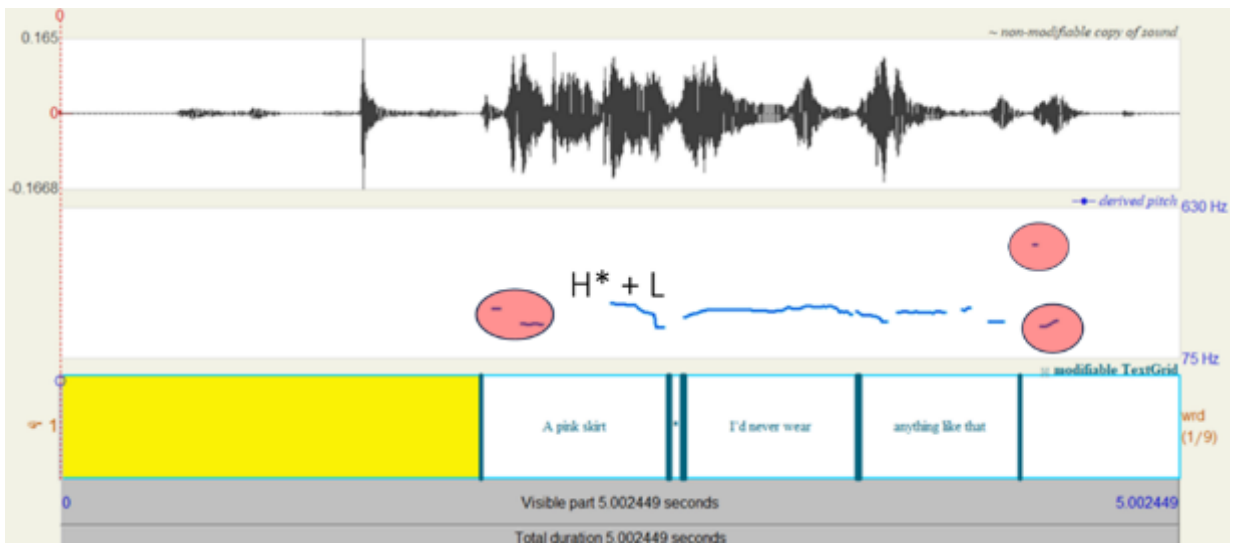 0
0.165
~ non-modifiable copy of sound
0
-0.1668
derived pitch 630 Hz
H* + L
75 Hz
modifiable TextGrid
1
A pink skirt * I'd never wear anything like that
wrd
(1/9)
0 Visible part 5.002449 seconds 5.002449
Total duration 5.002449 seconds